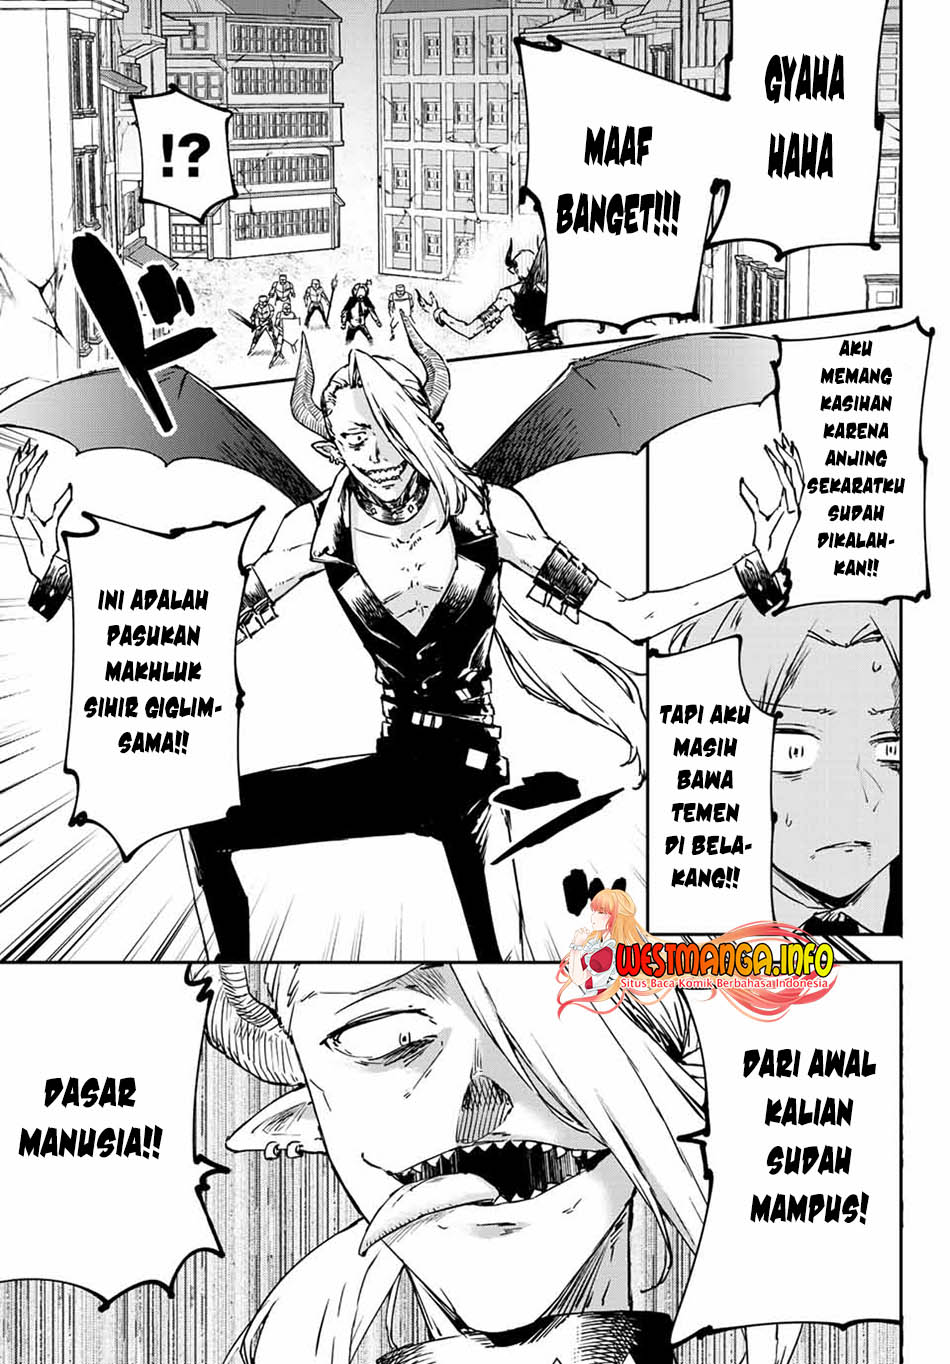 GYAHA
HAHA
MAAF
BANGET!!!
!?
AKU
MEMANG
KASIHAN
KARENA
ANJING
SEKARATKU
SUDAH
DIKALAH-
KAN!!
TAPI AKU
MASIH
BAWA
TEMEN
DI BELA-
KANG!!
ド
INI ADALAH
PASUKAN
MAKHLUK
SIHIR GIGLIM-
SAMA!!
WESTMANGA.INFO
Situs Baca Komik Berbahasa Indonesia
DARI AWAL
KALIAN
SUDAH
MAMPUS!
DASAR
MANUSIA!!